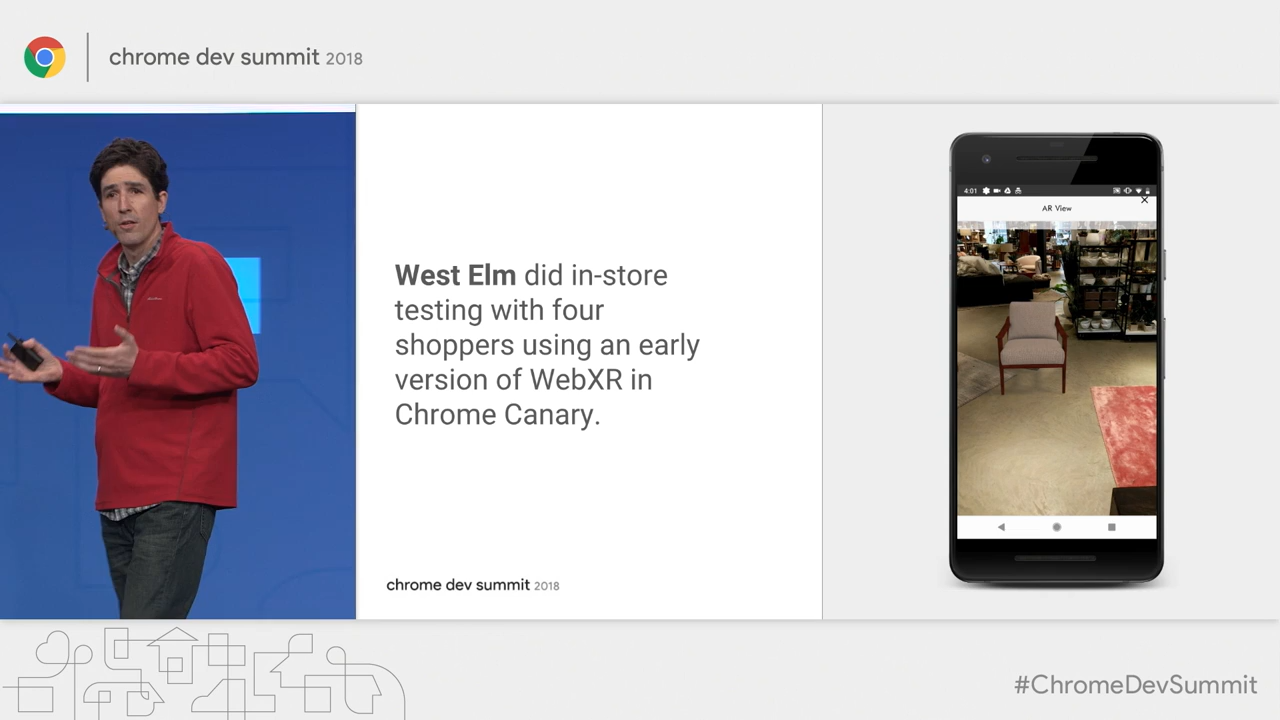 chrome dev summit 2018
West Elm did in-store
testing with four
shoppers using an early
version of WebXR in
Chrome Canary.
chrome dev summit 2018
4:01
AR View
#ChromeDevSummit